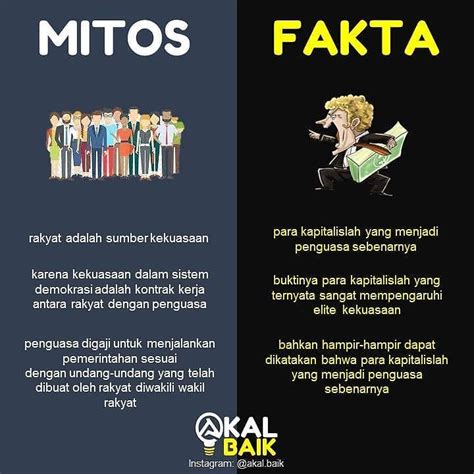 MITOS
rakyat adalah sumber kekuasaan
karena kekuasaan dalam sistem
demokrasi adalah kontrak kerja
antara rakyat dengan penguasa
penguasa digaji untuk menjalankan
pemerintahan sesuai
dengan undang-undang yang telah
dibuat oleh rakyat diwakili wakil
rakyat
FAKTA
para kapitalislah yang menjadi
penguasa sebenarnya
buktinya para kapitalislah yang
ternyata sangat mempengaruhi
elite kekuasaan
bahkan hampir-hampir dapat
dikatakan bahwa para kapitalislah
yang menjadi penguasa
sebenarnya
AKAL
BAIK
Instagram: @akal.baik